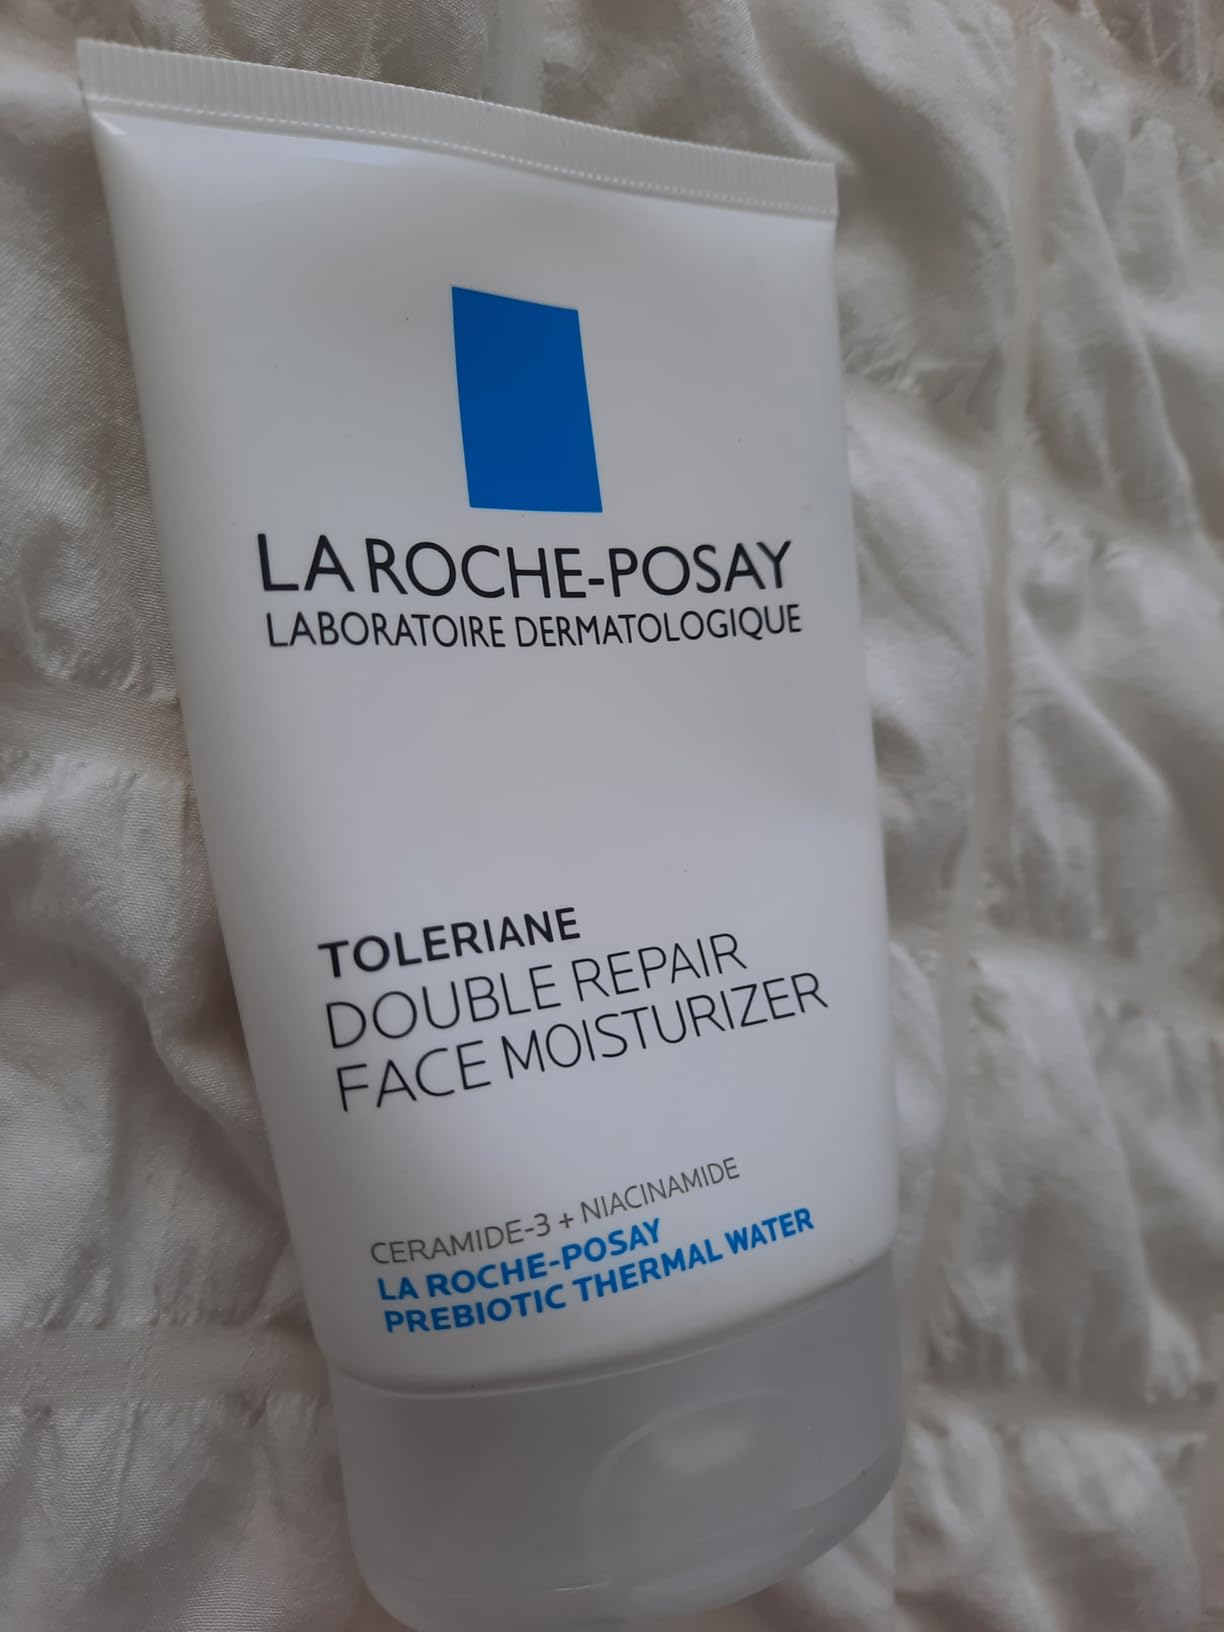 LA ROCHE-POSAY
LABORATOIRE DERMATOLOGIQUE
TOLERIANE
DOUBLE REPAIR
FACE MOISTURIZER
CERAMIDE-3 + NIACINAMIDE
LA ROCHE-POSAY
PREBIOTIC THERMAL WATER